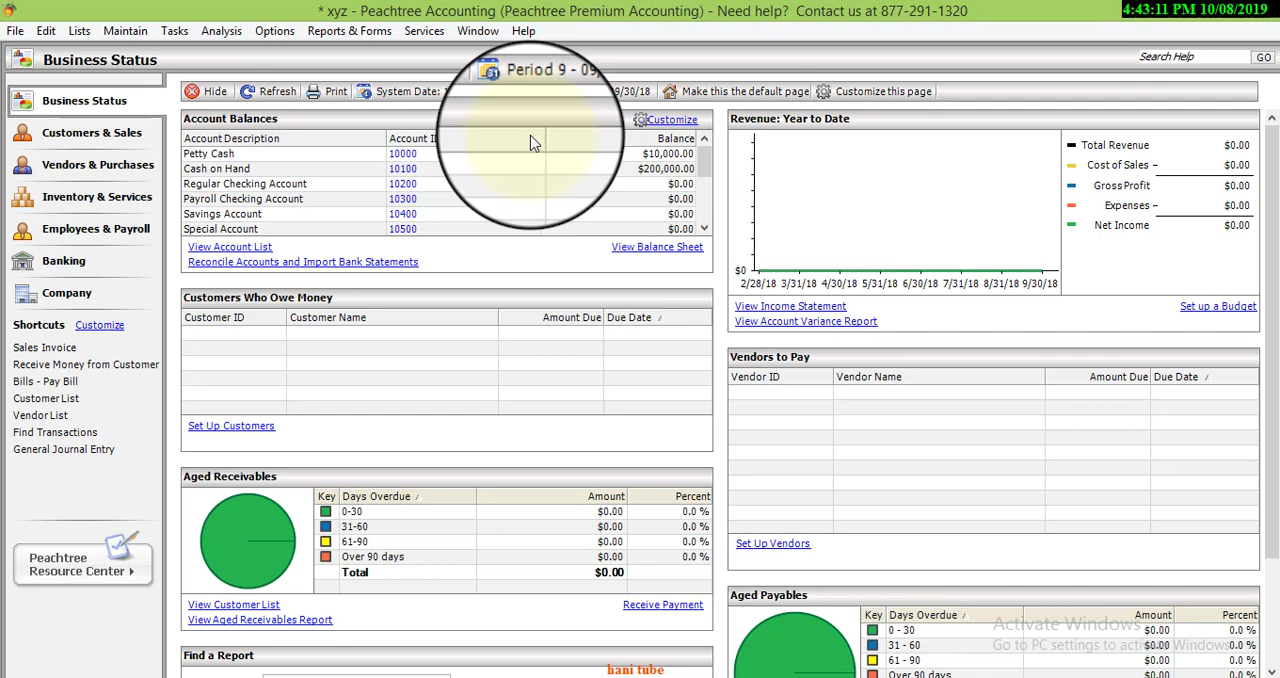 * xyz - Peachtree Accounting (Peachtree Premium Accounting) - Need help?  Contact us at 877-291-1320
4:43:11 PM 10/08/2019
File Edit Lists Maintain Tasks Analysis Options Reports & Forms Services Window Help
Business Status
Search Help GO
Period 9 - 09
Hide Refresh Print System Date: /30/18 Make this the default page Customize this page
Business Status
Customers & Sales
Vendors & Purchases
Inventory & Services
Employees & Payroll
Banking
Company
Shortcuts Customize
Sales Invoice
Receive Money from Customer
Bills - Pay Bill
Customer List
Vendor List
Find Transactions
General Journal Entry
Peachtree
Resource Center
Account Balances Customize
Account Description Account I Balance
Petty Cash 10000 $10,000.00
Cash on Hand 10100 $200,000.00
Regular Checking Account 10200 $0.00
Payroll Checking Account 10300 $0.00
Savings Account 10400 $0.00
Special Account 10500 $0.00
View Account List View Balance Sheet
Reconcile Accounts and Import Bank Statements
Customers Who Owe Money
Customer ID Customer Name Amount Due Due Date
Set Up Customers
Aged Receivables
Key Days Overdue Amount Percent
0-30 $0.00 0.0 %
31-60 $0.00 0.0 %
61-90 $0.00 0.0 %
Over 90 days $0.00 0.0 %
Total $0.00
View Customer List Receive Payment
View Aged Receivables Report
Find a Report
hani tube
Revenue: Year to Date
Total Revenue $0.00
Cost of Sales - $0.00
Gross Profit $0.00
Expenses - $0.00
Net Income $0.00
$0
2/28/18 3/31/18 4/30/18 5/31/18 6/30/18 7/31/18 8/31/18 9/30/18
View Income Statement Set up a Budget
View Account Variance Report
Vendors to Pay
Vendor ID Vendor Name Amount Due Due Date
Set Up Vendors
Aged Payables
Key Days Overdue Amount Percent
0 - 30 $0.00 0.0 %
31 - 60 $0.00 0.0 %
61 - 90 $0.00 0.0 %
Over 90 days $0.00 0.0 %
Activate Windows
Go to PC settings to activate Windows.